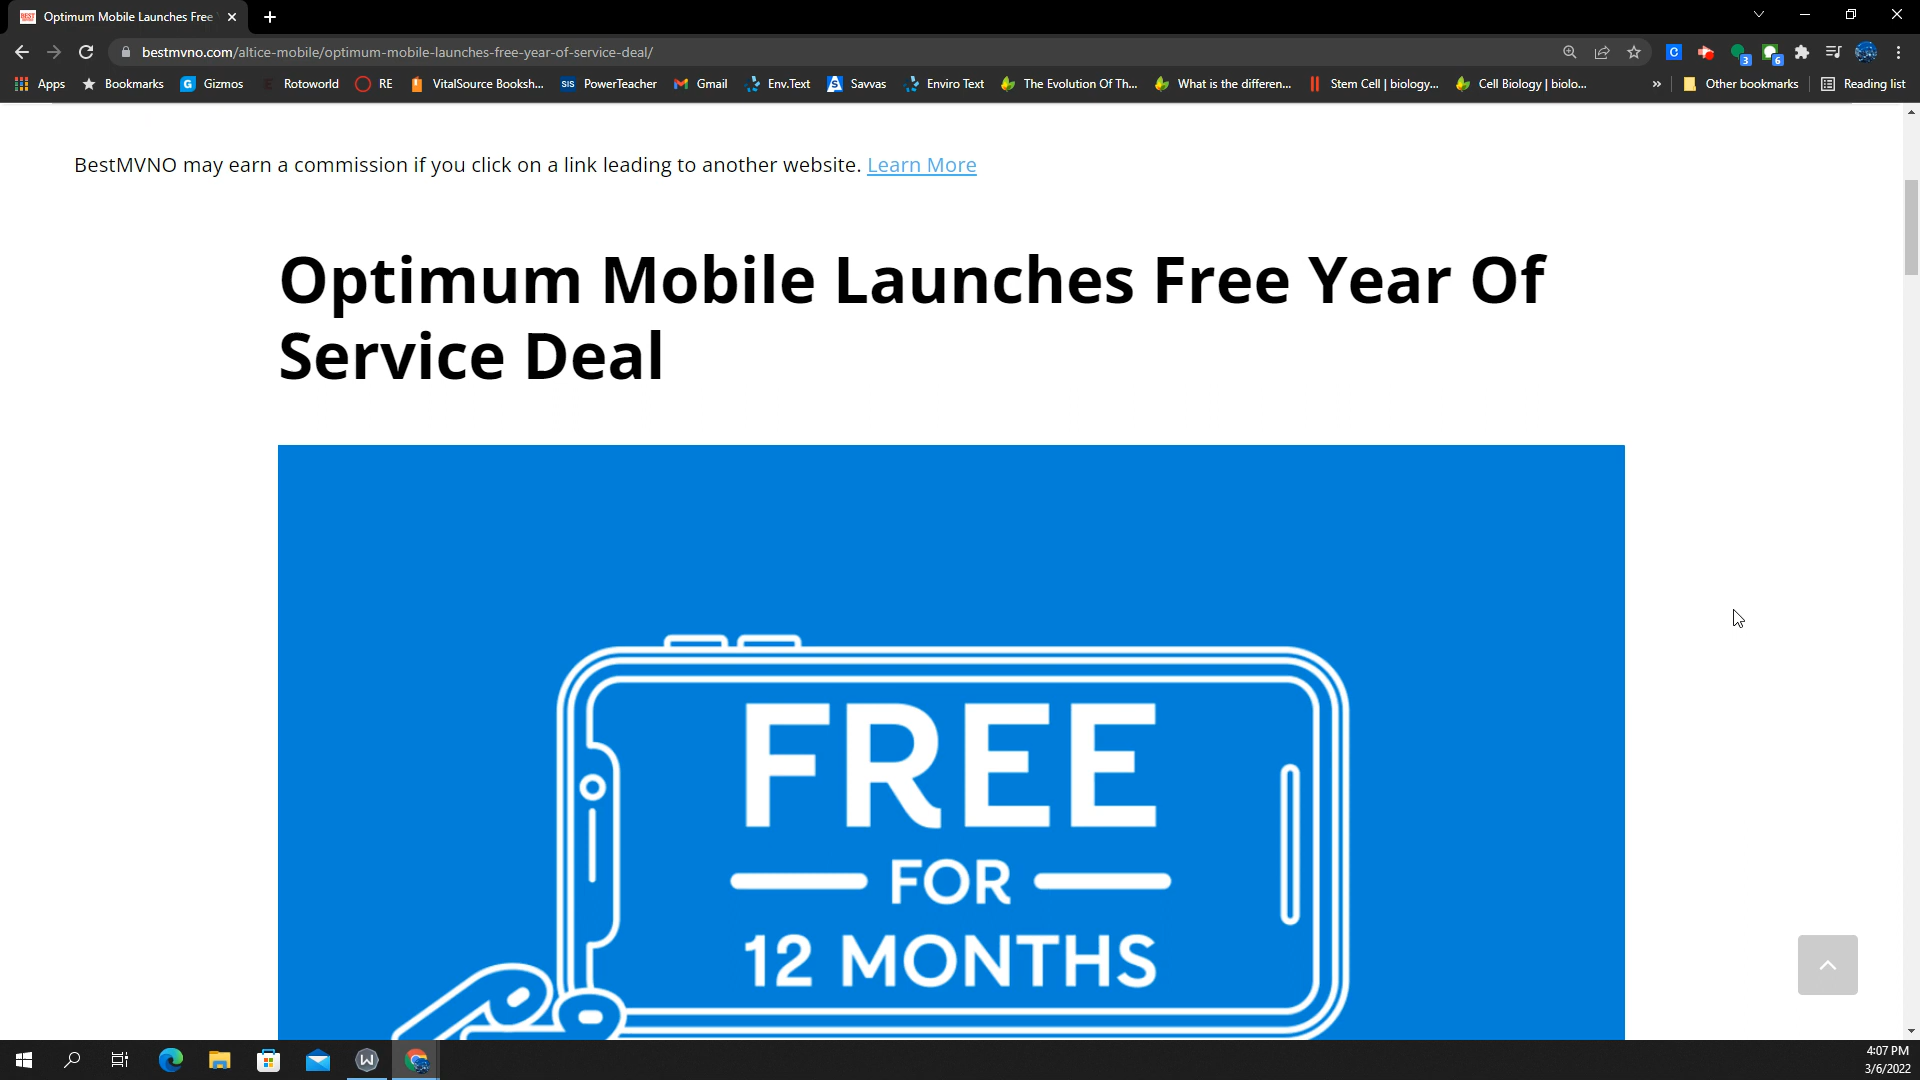 Optimum Mobile Launches Free
bestmvno.com/altice-mobile/optimum-mobile-launches-free-year-of-service-deal/
3
6
Apps
Bookmarks
G
Gizmos
Rotoworld
RE
VitalSource Booksh...
SIS
PowerTeacher
Gmail
Env.Text
Savvas
Enviro Text
The Evolution Of Th...
What is the differen...
Stem Cell | biology...
Cell Biology | biolo...
»
Other bookmarks
Reading list
BestMVNO may earn a commission if you click on a link leading to another website. Learn More
Optimum Mobile Launches Free Year Of
Service Deal
FREE
FOR
12 MONTHS
4:07 PM
3/6/2022